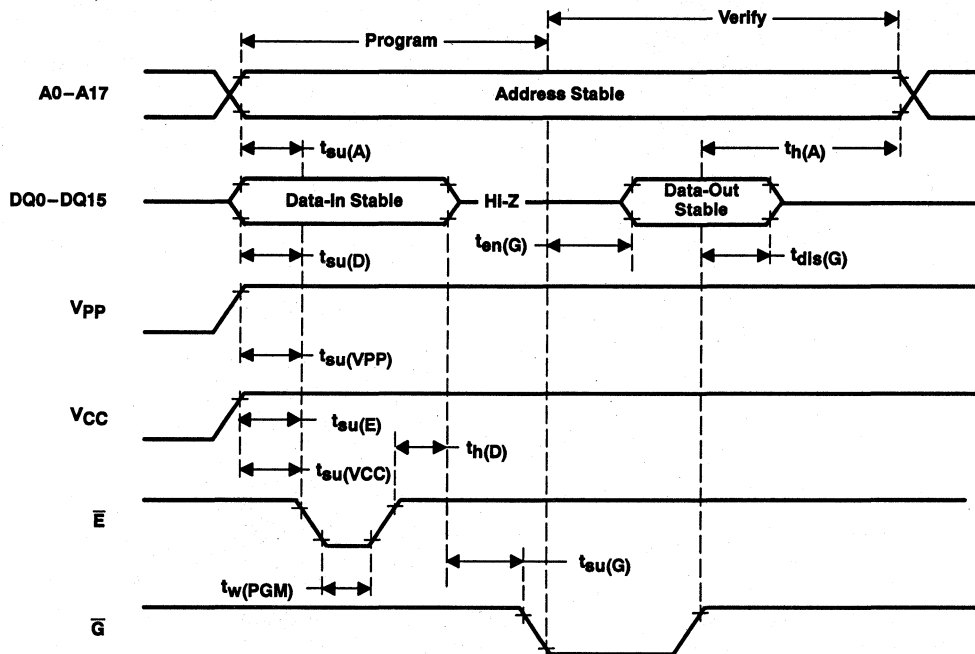 Verify
Program
A0–A17
Address Stable
tsu(A)
th(A)
DQ0–DQ15
Data-In Stable
Hi-Z
Data-Out
Stable
tsu(D)
ten(G)
tdis(G)
VPP
tsu(VPP)
VCC
tsu(E)
th(D)
tsu(VCC)
E̅
tsu(G)
tw(PGM)
G̅